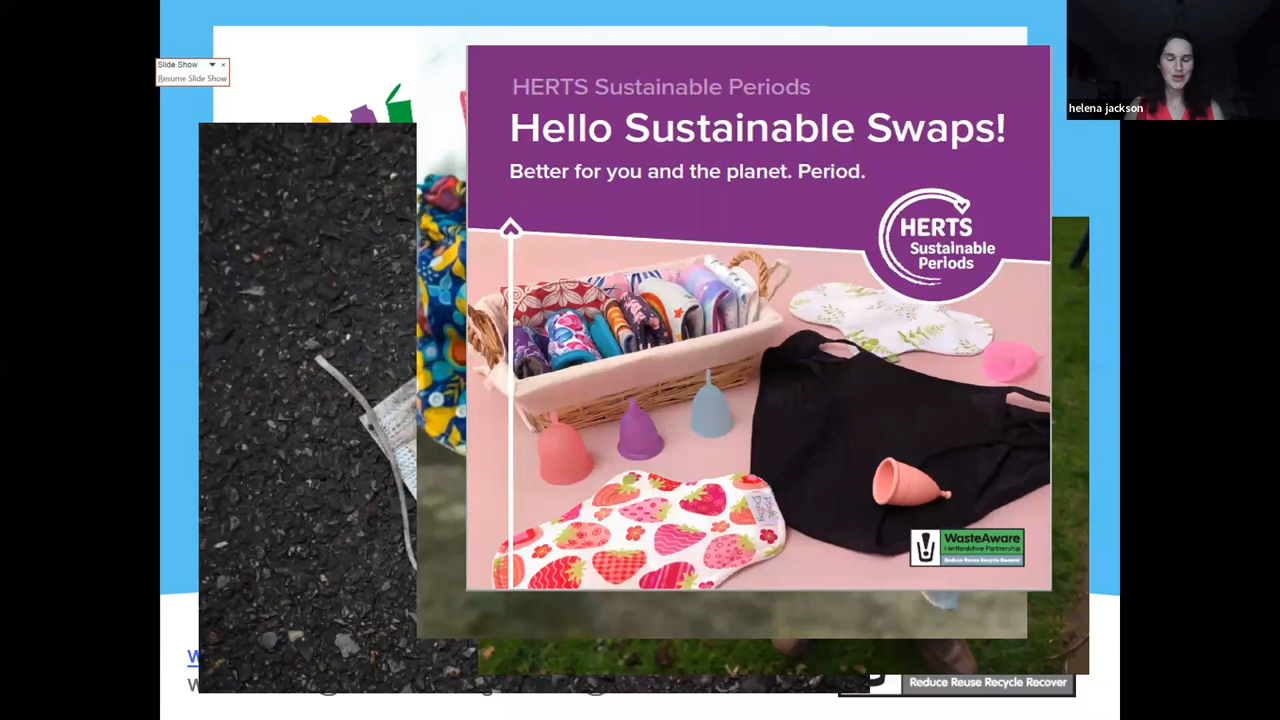 Slide Show
Resume Slide Show
helena jackson
HERTS Sustainable Periods
Hello Sustainable Swaps!
Better for you and the planet. Period.
HERTS
Sustainable
Periods
WasteAware
Hertfordshire Partnership
Reduce Reuse Recycle Recover
Reduce Reuse Recycle Recover